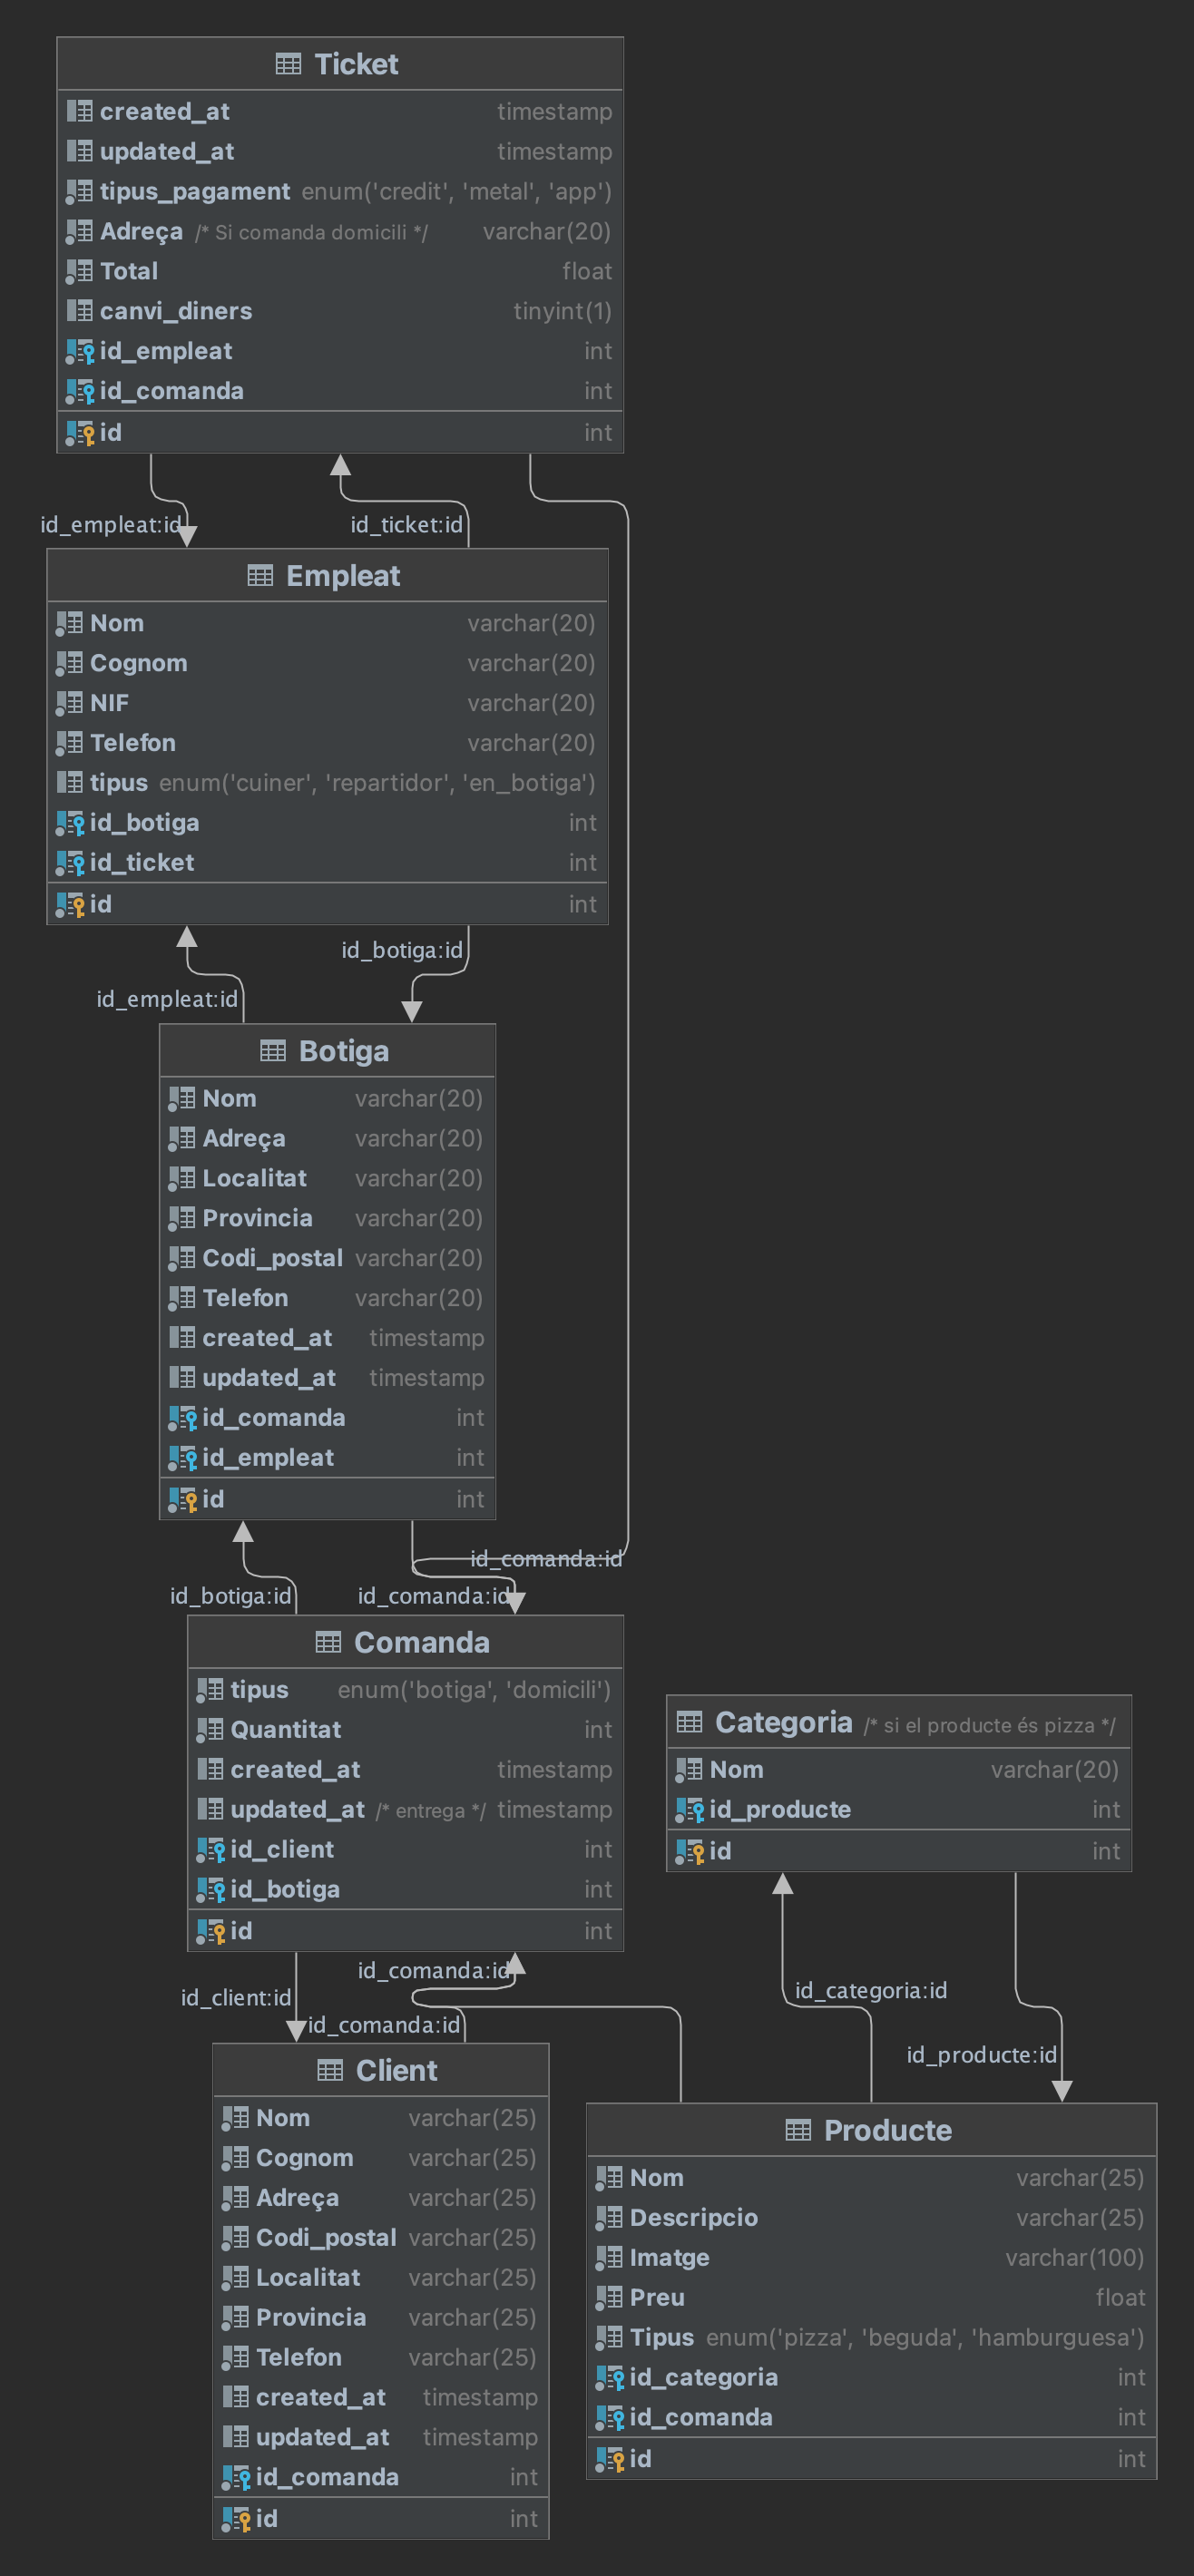 Ticket
created_at timestamp
updated_at timestamp
tipus_pagament enum('credit', 'metal', 'app')
Adreça /* Si comanda domicili */ varchar(20)
Total float
canvi_diners tinyint(1)
id_empleat int
id_comanda int
id int
id_empleat:id id_ticket:id
Empleat
Nom varchar(20)
Cognom varchar(20)
NIF varchar(20)
Telefon varchar(20)
tipus enum('cuiner', 'repartidor', 'en_botiga')
id_botiga int
id_ticket int
id int
id_botiga:id
id_empleat:id
Botiga
Nom varchar(20)
Adreça varchar(20)
Localitat varchar(20)
Provincia varchar(20)
Codi_postal varchar(20)
Telefon varchar(20)
created_at timestamp
updated_at timestamp
id_comanda int
id_empleat int
id int
id_comanda:id
id_botiga:id id_comanda:id
Comanda
tipus enum('botiga', 'domicili')
Quantitat int
created_at timestamp
updated_at /* entrega */ timestamp
id_client int
id_botiga int
id int
Categoria /* si el producte és pizza */
Nom varchar(20)
id_producte int
id int
id_comanda:id
id_client:id
id_categoria:id
id_comanda:id
id_producte:id
Client
Nom varchar(25)
Cognom varchar(25)
Adreça varchar(25)
Codi_postal varchar(25)
Localitat varchar(25)
Provincia varchar(25)
Telefon varchar(25)
created_at timestamp
updated_at timestamp
id_comanda int
id int
Producte
Nom varchar(25)
Descripcio varchar(25)
Imatge varchar(100)
Preu float
Tipus enum('pizza', 'beguda', 'hamburguesa')
id_categoria int
id_comanda int
id int